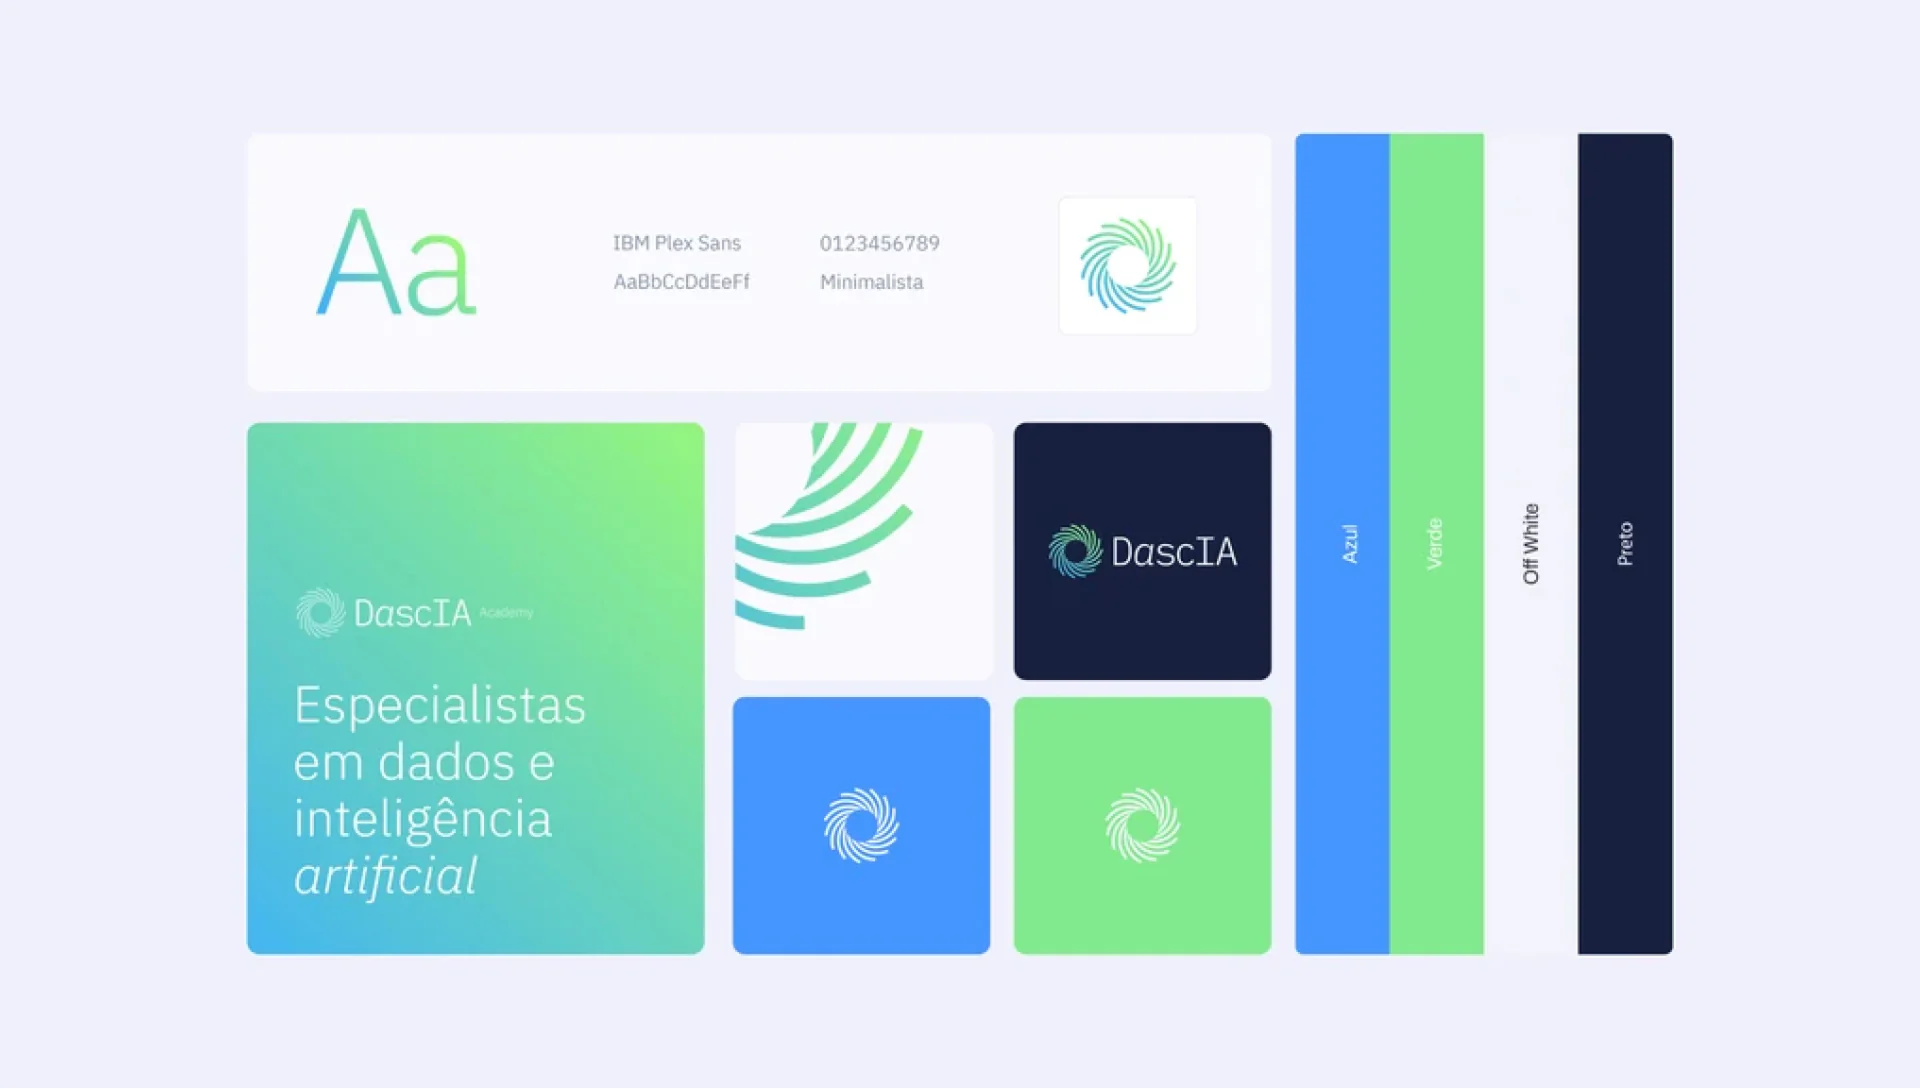 Aa
IBM Plex Sans
AaBbCcDdEeFf
0123456789
Minimalista
DascIA Academy
Especialistas
em dados e
inteligência
artificial
DascIA
Azul
Verde
Off White
Preto